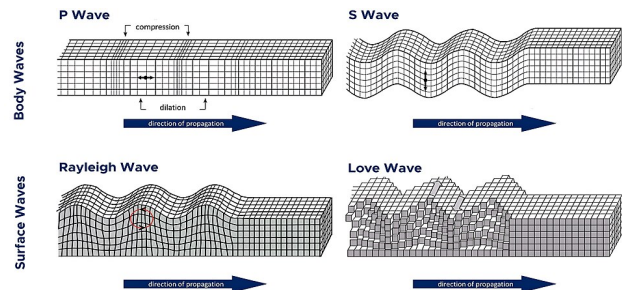 Body Waves
P Wave
compression
dilation
direction of propagation
S Wave
direction of propagation
Surface Waves
Rayleigh Wave
direction of propagation
Love Wave
direction of propagation